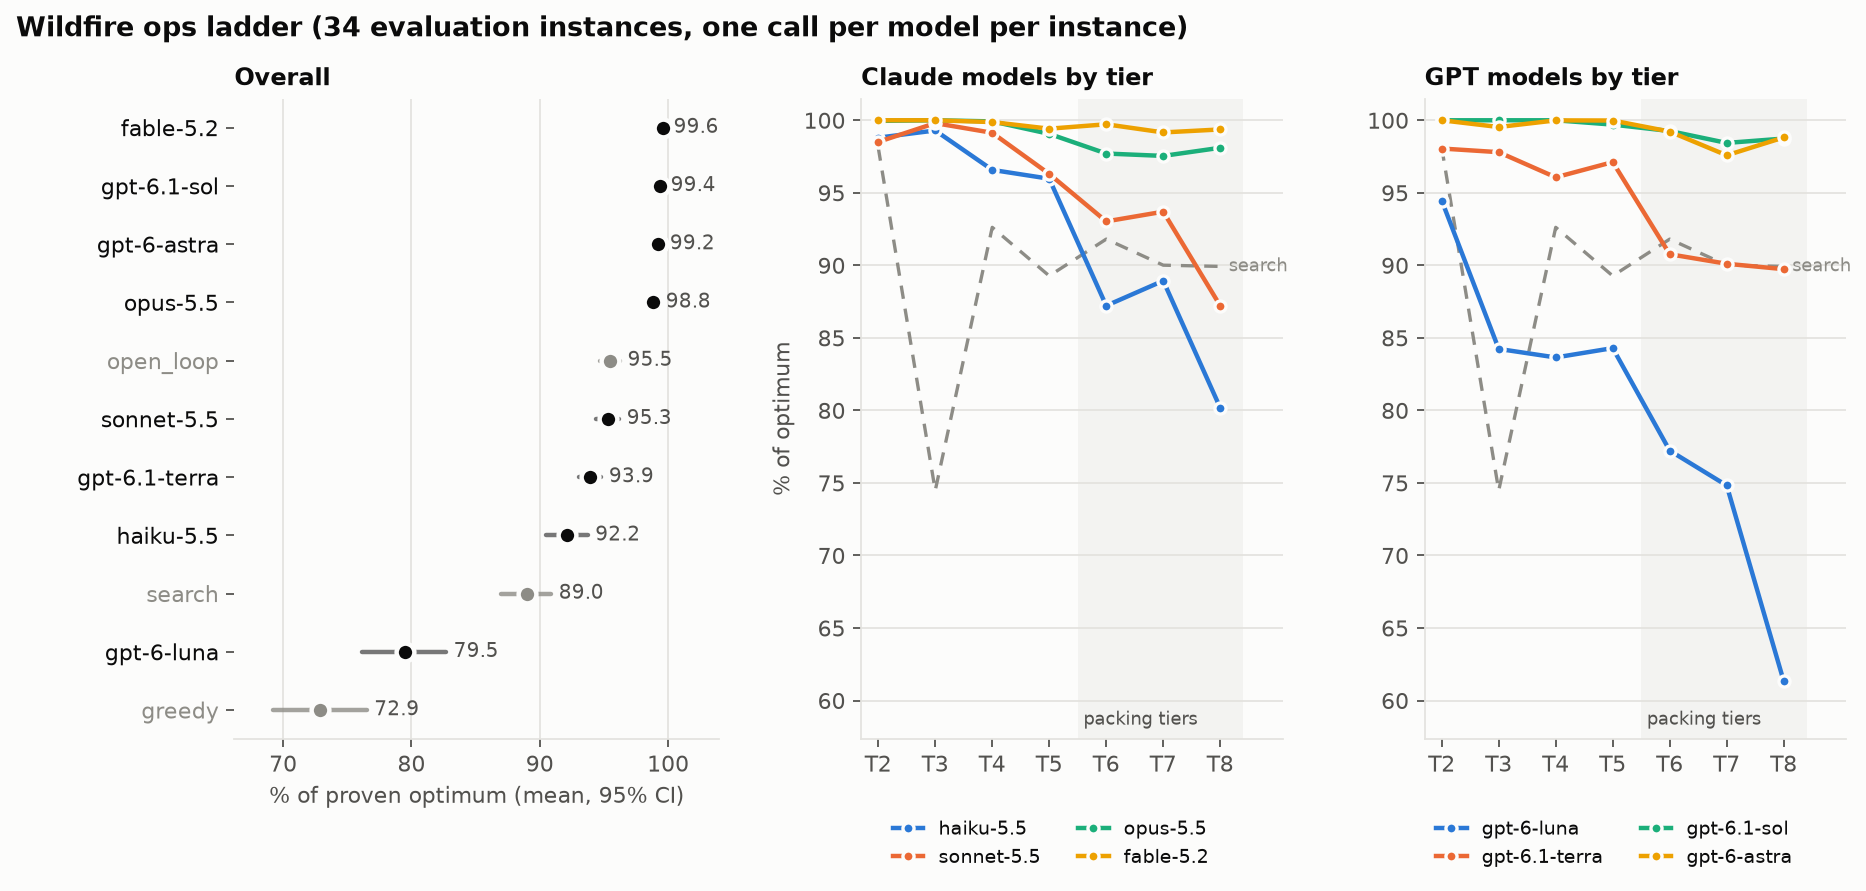 Wildfire ops ladder (34 evaluation instances, one call per model per instance)
Overall
fable-5.2
99.6
gpt-6.1-sol
99.4
gpt-6-astra
99.2
opus-5.5
98.8
open_loop
95.5
sonnet-5.5
95.3
gpt-6.1-terra
93.9
haiku-5.5
92.2
search
89.0
gpt-6-luna
79.5
greedy
72.9
70 80 90 100
% of proven optimum (mean, 95% CI)
Claude models by tier
% of optimum
100
95
90
85
80
75
70
65
60
search
packing tiers
T2 T3 T4 T5 T6 T7 T8
haiku-5.5 opus-5.5
sonnet-5.5 fable-5.2
GPT models by tier
100
95
90
85
80
75
70
65
60
search
packing tiers
T2 T3 T4 T5 T6 T7 T8
gpt-6-luna gpt-6.1-sol
gpt-6.1-terra gpt-6-astra